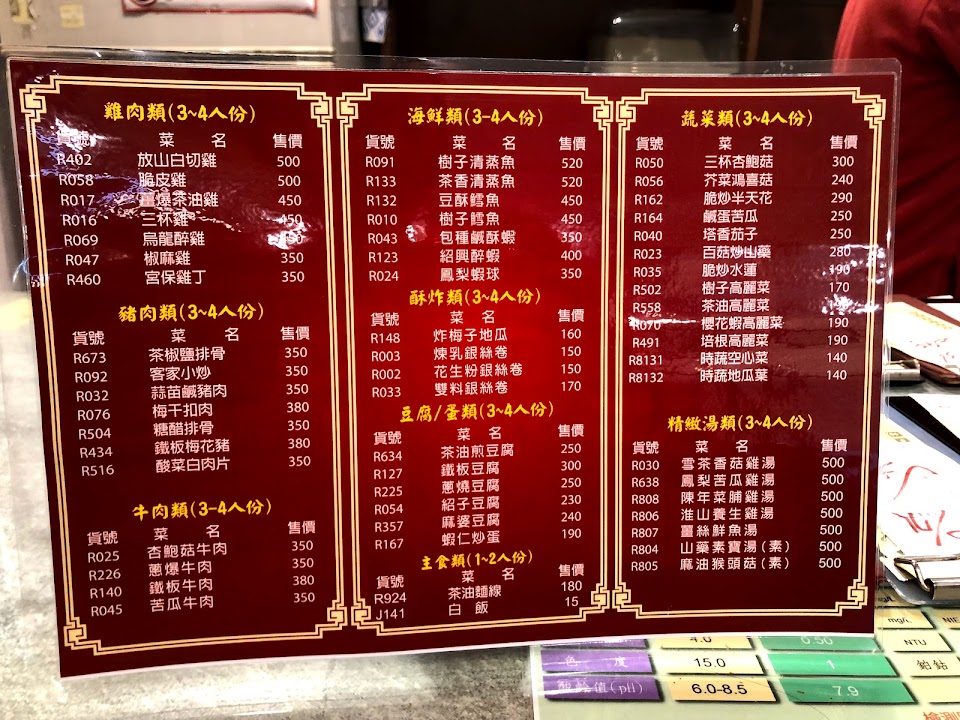 雞肉類(3~4人份)
貨號 菜 名 售價
R402 放山白切雞 500
R058 脆皮雞 500
R017 薑爆茶油雞 450
R016 三杯雞 450
R069 烏龍醉雞 350
R047 椒麻雞 350
R460 宮保雞丁 350
豬肉類(3~4人份)
貨號 菜 名 售價
R673 茶椒鹽排骨 350
R092 客家小炒 350
R032 蒜苗鹹豬肉 350
R076 梅干扣肉 380
R504 糖醋排骨 350
R434 鐵板梅花豬 380
R516 酸菜白肉片 350
牛肉類(3-4人份)
貨號 菜 名 售價
R025 杏鮑菇牛肉 350
R226 蔥爆牛肉 350
R140 鐵板牛肉 380
R045 苦瓜牛肉 350
海鮮類(3-4人份)
貨號 菜 名 售價
R091 樹子清蒸魚 520
R133 茶香清蒸魚 520
R132 豆酥鱈魚 450
R010 樹子鱈魚 450
R043 包種鹹酥蝦 350
R123 紹興醉蝦 400
R024 鳳梨蝦球 350
酥炸類(3~4人份)
貨號 菜 名 售價
R148 炸梅子地瓜 160
R003 煉乳銀絲卷 150
R002 花生粉銀絲卷 150
R033 雙料銀絲卷 170
豆腐/蛋類(3~4人份)
貨號 菜 名 售價
R634 茶油煎豆腐 250
R127 鐵板豆腐 300
R225 蔥燒豆腐 250
R054 紹子豆腐 230
R357 麻婆豆腐 240
R167 蝦仁炒蛋 190
主食類(1~2人份)
貨號 菜 名 售價
R924 茶油麵線 180
J141 白 飯 15
蔬菜類(3~4人份)
貨號 菜 名 售價
R050 三杯杏鮑菇 300
R056 芥菜鴻喜菇 240
R162 脆炒半天花 290
R164 鹹蛋苦瓜 250
R040 塔香茄子 250
R023 白菇炒山藥 280
R035 脆炒水蓮 190
R502 樹子高麗菜 170
R558 茶油高麗菜
R070 櫻花蝦高麗菜 190
R491 培根高麗菜 190
R8131 時蔬空心菜 140
R8132 時蔬地瓜葉 140
精緻湯類(3~4人份)
貨號 菜 名 售價
R030 雪茶香菇雞湯 500
R638 鳳梨苦瓜雞湯 500
R808 陳年菜脯雞湯 500
R806 淮山養生雞湯 500
R807 薑絲鮮魚湯 500
R804 山藥素寶湯(素) 500
R805 麻油猴頭菇(素) 500
mg/L NIE
4.0 0.50 NTU
色 度 15.0 1 鉑鈷
酸鹼值(pH) 6.0-8.5 7.9